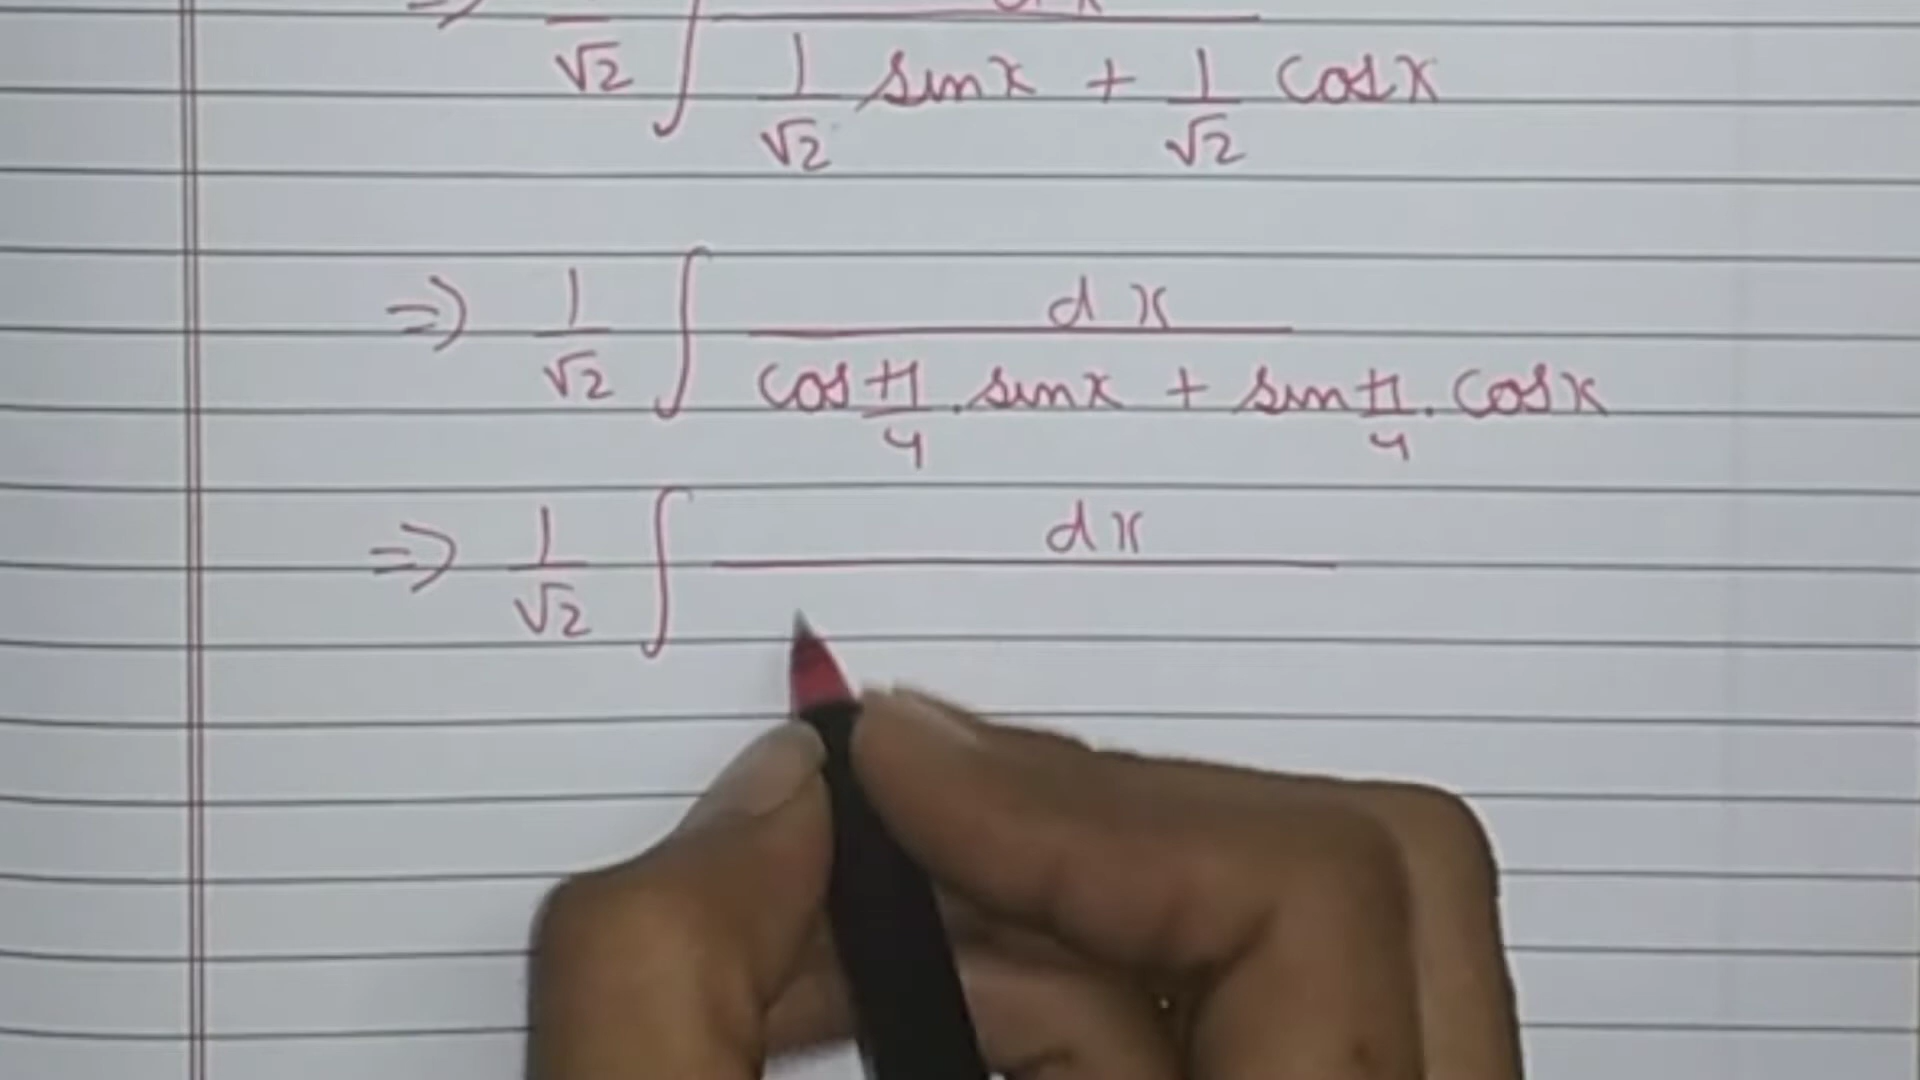 ⇒ 1/√2 ∫ dx / (1/√2 sinx + 1/√2 cosx)
⇒ 1/√2 ∫ dx / (cos π/4 . sinx + sin π/4 . cosx)
⇒ 1/√2 ∫ dx /